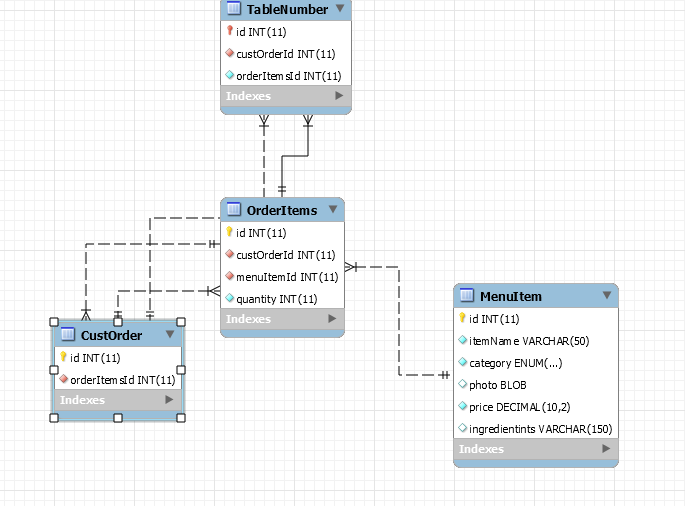 TableNumber
id INT(11)
custOrderId INT(11)
orderItemsId INT(11)
Indexes
OrderItems
id INT(11)
custOrderId INT(11)
menuItemId INT(11)
quantity INT(11)
Indexes
CustOrder
id INT(11)
orderItemsId INT(11)
Indexes
MenuItem
id INT(11)
itemName VARCHAR(50)
category ENUM(...)
photo BLOB
price DECIMAL(10,2)
ingredientints VARCHAR(150)
Indexes